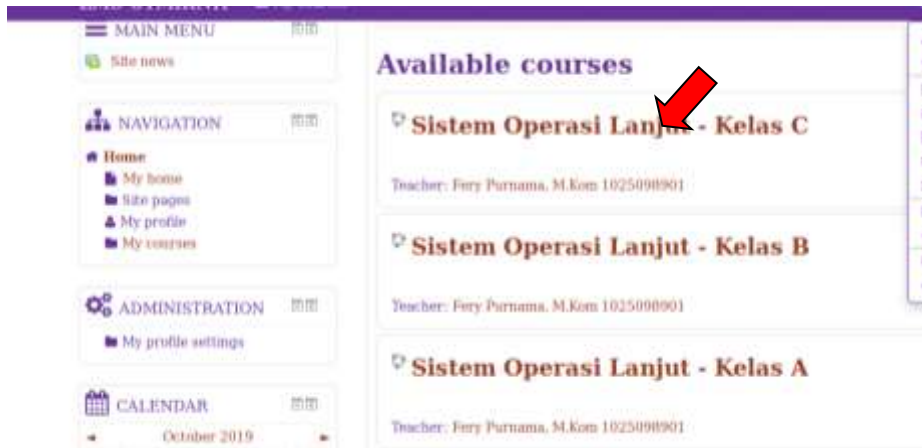 MAIN MENU
Site news
NAVIGATION
Home
My home
Site pages
My profile
My courses
ADMINISTRATION
My profile settings
CALENDAR
October 2019
Available courses
Sistem Operasi Lanjut - Kelas C
Teacher: Fery Purnama, M.Kom 1025098901
Sistem Operasi Lanjut - Kelas B
Teacher: Fery Purnama, M.Kom 1025098901
Sistem Operasi Lanjut - Kelas A
Teacher: Fery Purnama, M.Kom 1025098901